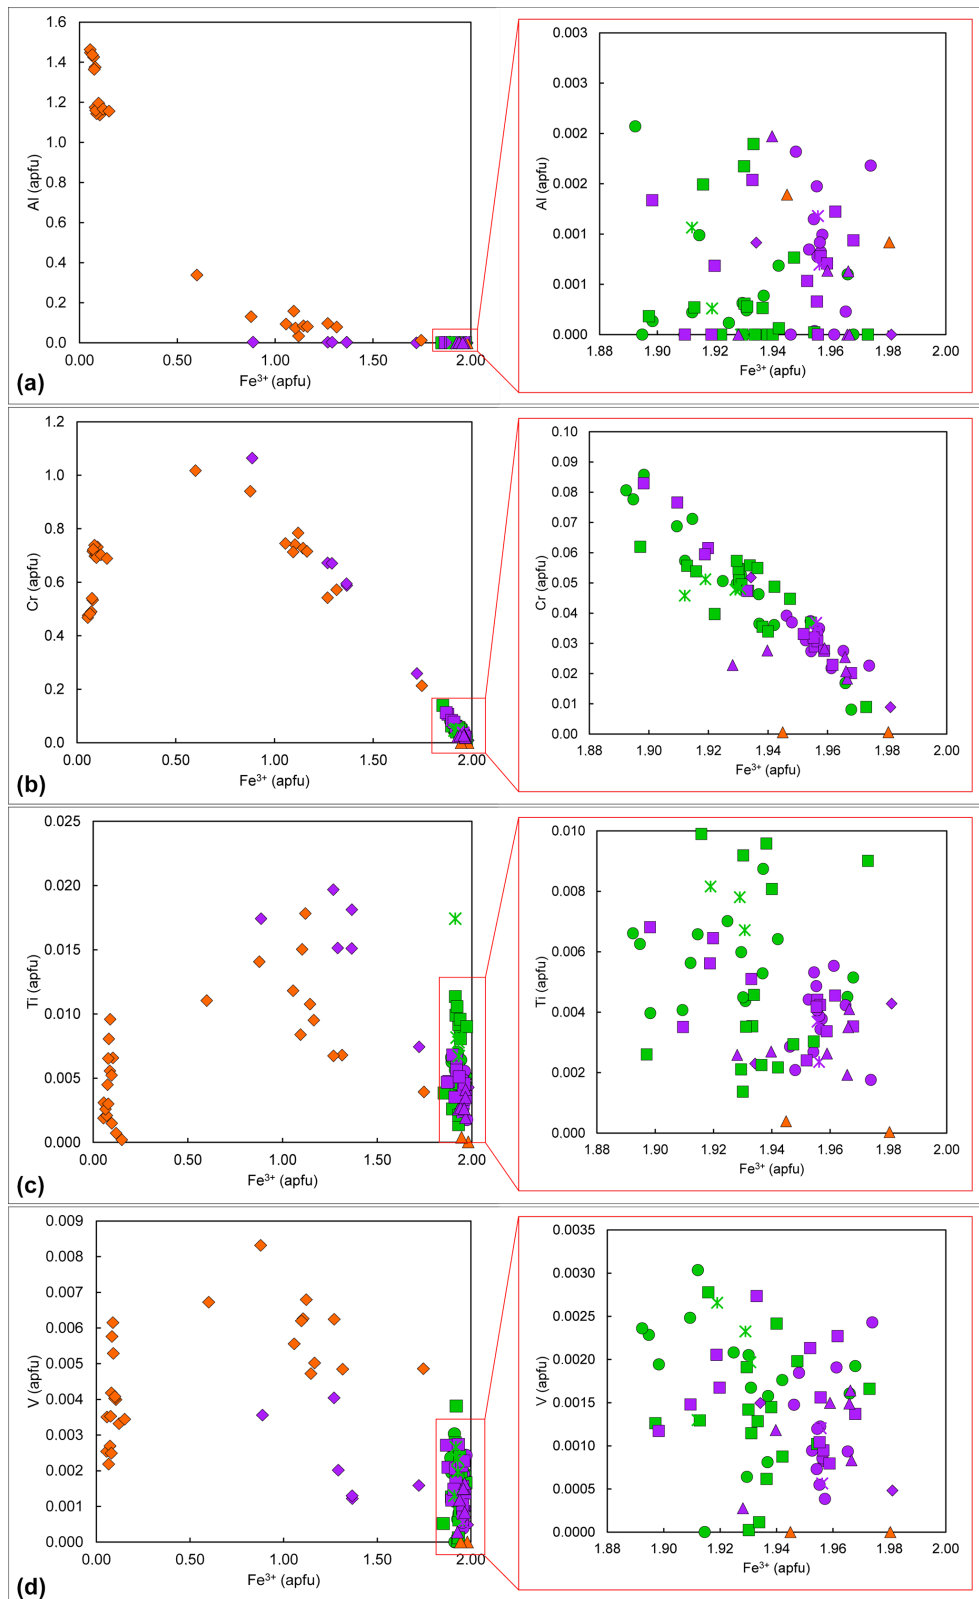 1.6
1.4
1.2
1.0
0.8
0.6
0.4
0.2
0.0
Al (apfu)
0.00 0.50 1.00 1.50 2.00
Fe³⁺ (apfu)
(a)
0.003
0.003
0.002
0.002
0.001
0.001
0.000
Al (apfu)
1.88 1.90 1.92 1.94 1.96 1.98 2.00
Fe³⁺ (apfu)
1.2
1.0
0.8
0.6
0.4
0.2
0.0
Cr (apfu)
0.00 0.50 1.00 1.50 2.00
Fe³⁺ (apfu)
(b)
0.10
0.09
0.08
0.07
0.06
0.05
0.04
0.03
0.02
0.01
0.00
Cr (apfu)
1.88 1.90 1.92 1.94 1.96 1.98 2.00
Fe³⁺ (apfu)
0.025
0.020
0.015
0.010
0.005
0.000
Ti (apfu)
0.00 0.50 1.00 1.50 2.00
Fe³⁺ (apfu)
(c)
0.010
0.008
0.006
0.004
0.002
0.000
Ti (apfu)
1.88 1.90 1.92 1.94 1.96 1.98 2.00
Fe³⁺ (apfu)
0.009
0.008
0.007
0.006
0.005
0.004
0.003
0.002
0.001
0.000
V (apfu)
0.00 0.50 1.00 1.50 2.00
Fe³⁺ (apfu)
(d)
0.0035
0.0030
0.0025
0.0020
0.0015
0.0010
0.0005
0.0000
V (apfu)
1.88 1.90 1.92 1.94 1.96 1.98 2.00
Fe³⁺ (apfu)